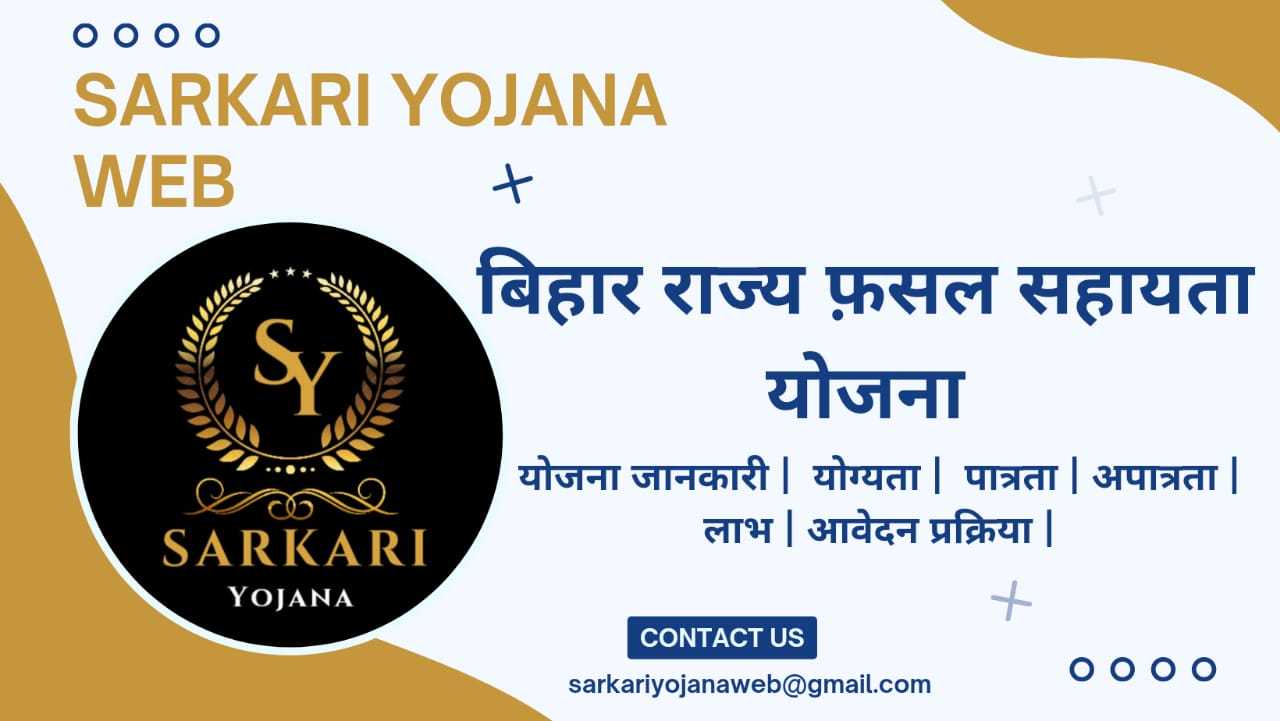 SARKARI YOJANA
WEB
SY
SARKARI
YOJANA
बिहार राज्य फ़सल सहायता
योजना
योजना जानकारी | योग्यता | पात्रता | अपात्रता |
लाभ | आवेदन प्रक्रिया |
CONTACT US
sarkariyojanaweb@gmail.com